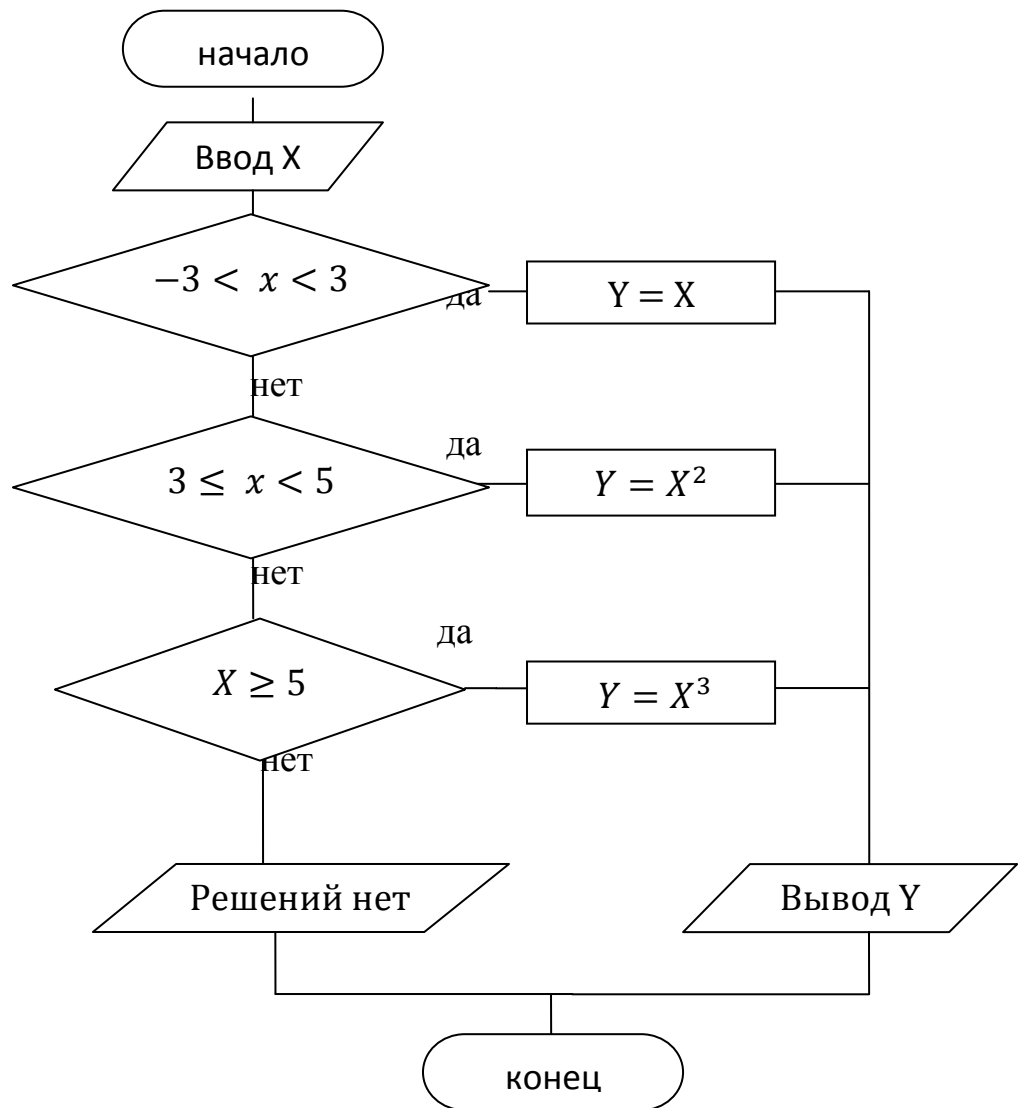 начало
Ввод X
−3 < x < 3
да
Y = X
нет
3 ≤ x < 5
да
Y = X²
нет
X ≥ 5
да
Y = X³
нет
Решений нет
Вывод Y
конец